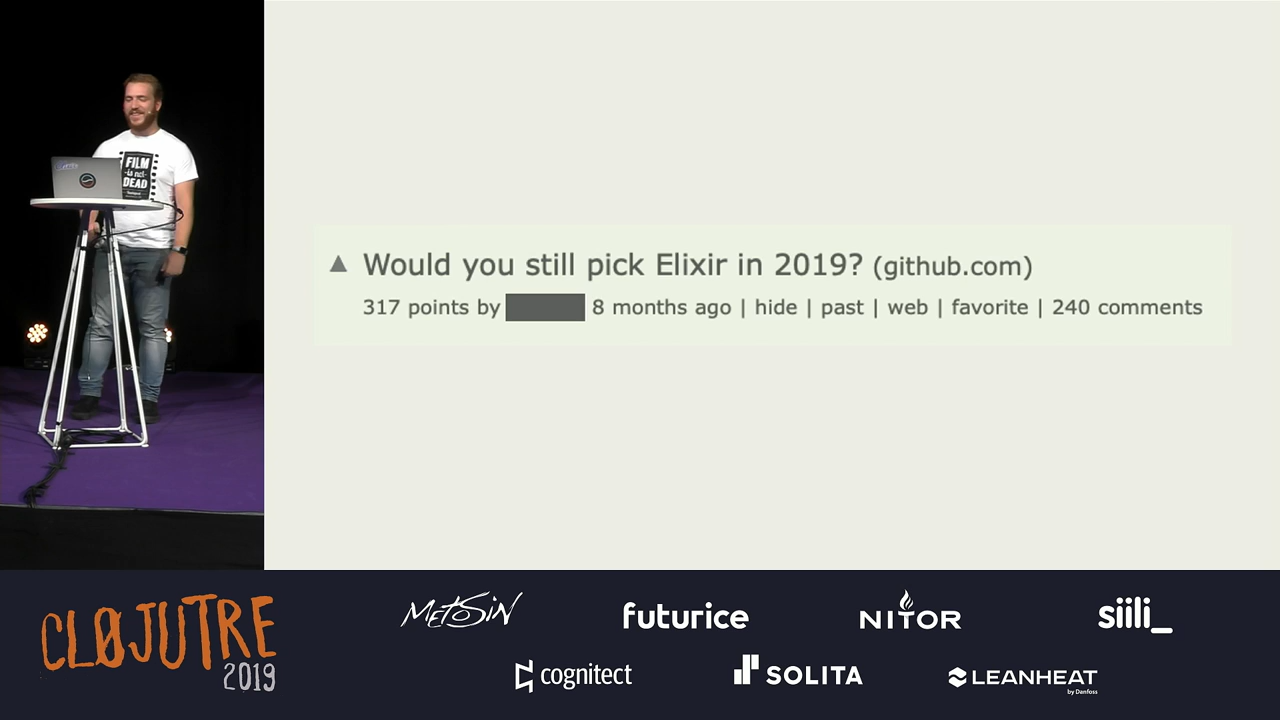 FILM
-is not-
DEAD
▲ Would you still pick Elixir in 2019? (github.com)
317 points by 8 months ago | hide | past | web | favorite | 240 comments
CLØJUTRE
2019
METOSIN
futurice
NITOR
siili_
cognitect
SOLITA
LEANHEAT
by Danfoss